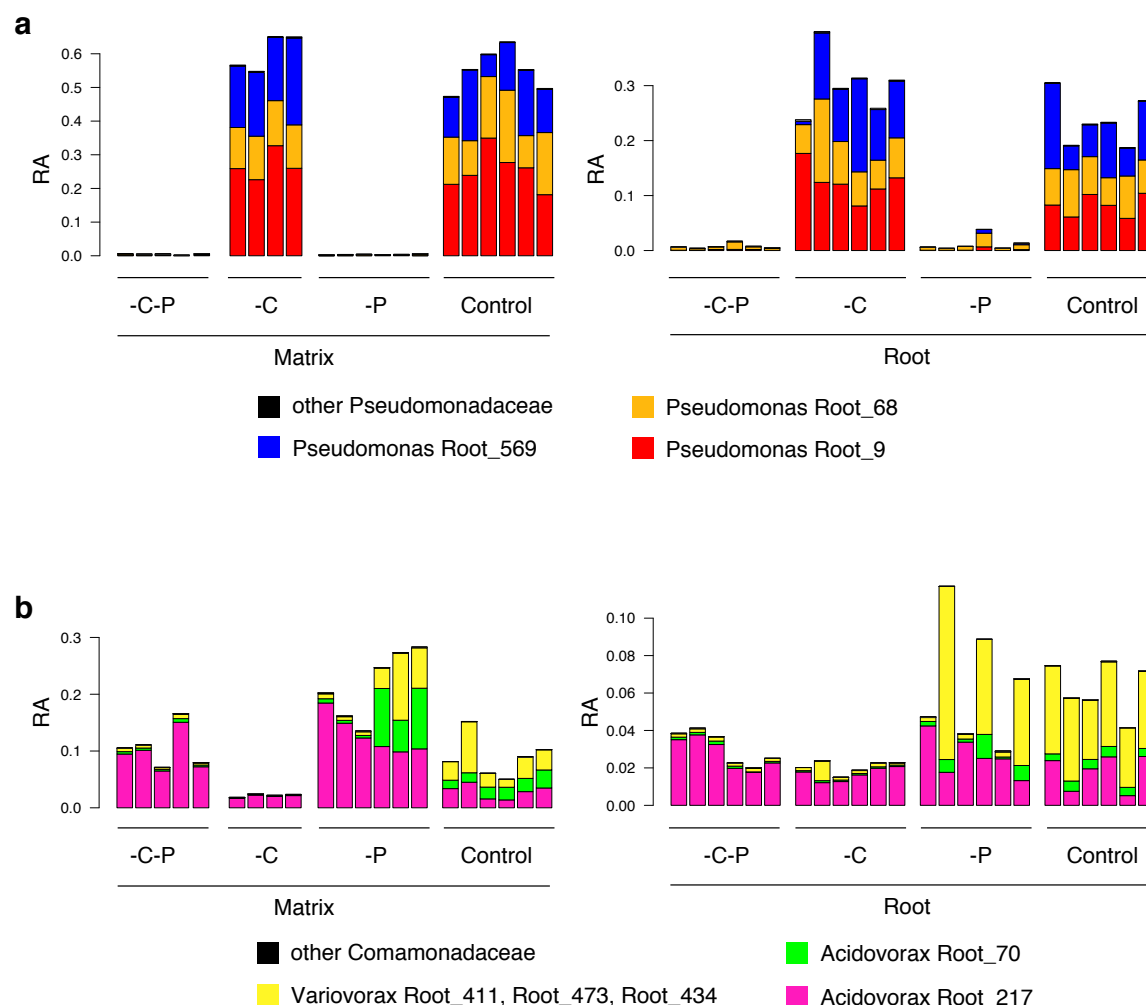 a
RA
0.6
0.5
0.4
0.3
0.2
0.1
0.0
-C-P -C -P Control
Matrix
RA
0.3
0.2
0.1
0.0
-C-P -C -P Control
Root
other Pseudomonadaceae
Pseudomonas Root_569
Pseudomonas Root_68
Pseudomonas Root_9
b
RA
0.3
0.2
0.1
0.0
-C-P -C -P Control
Matrix
RA
0.10
0.08
0.06
0.04
0.02
0.00
-C-P -C -P Control
Root
other Comamonadaceae
Variovorax Root_411, Root_473, Root_434
Acidovorax Root_70
Acidovorax Root_217